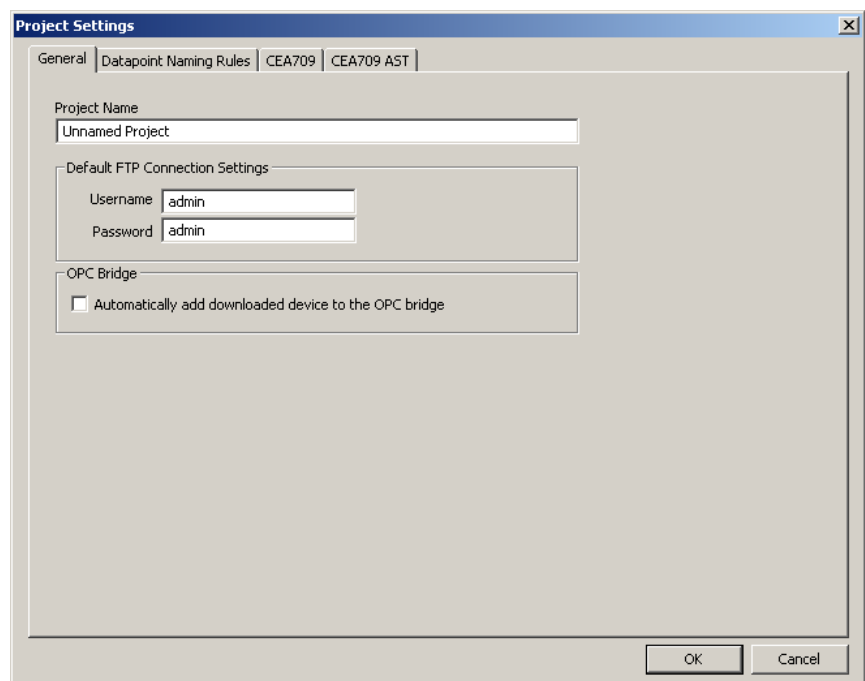 Project Settings
General Datapoint Naming Rules CEA709 CEA709 AST
Project Name
Unnamed Project
Default FTP Connection Settings
Username admin
Password admin
OPC Bridge
Automatically add downloaded device to the OPC bridge
OK Cancel